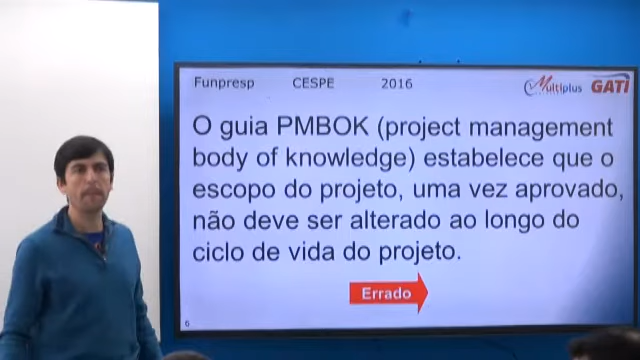 Funpresp CESPE 2016
Multiplus GATI
O guia PMBOK (project management
body of knowledge) estabelece que o
escopo do projeto, uma vez aprovado,
não deve ser alterado ao longo do
ciclo de vida do projeto.
Errado
6